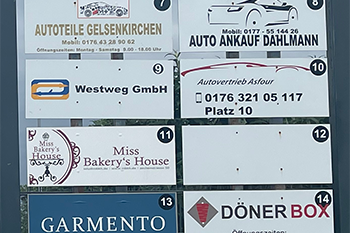 7
AUTOTEILE GELSENKIRCHEN
Mobil: 0176 43 28 90 62
Öffnungszeiten: Montag - Samstag 8.00 - 18.00 Uhr
8
Mobil: 0177 - 55 144 26
AUTO ANKAUF DAHLMANN
9
Westweg GmbH
10
Autovertrieb Asfour
0176 321 05 117
Platz 10
11
Miss
Bakery's
House
Miss
Bakery's House
12
13
GARMENTO
14
DÖNER BOX
Öffnungszeiten: